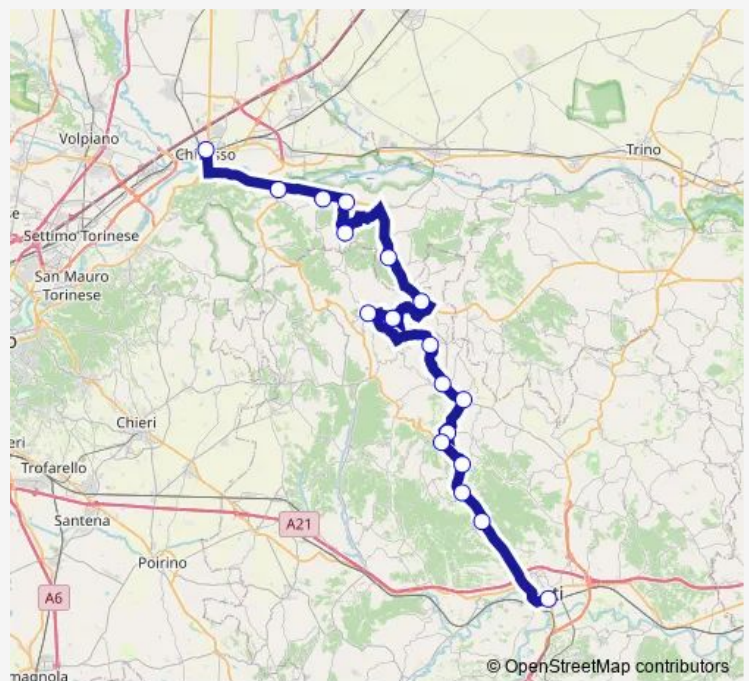 Volpiano
Trino
Settimo Torinese
San Mauro
Torinese
Chieri
Trofarello
A21
Santena
Poirino
A6
© OpenStreetMap contributors